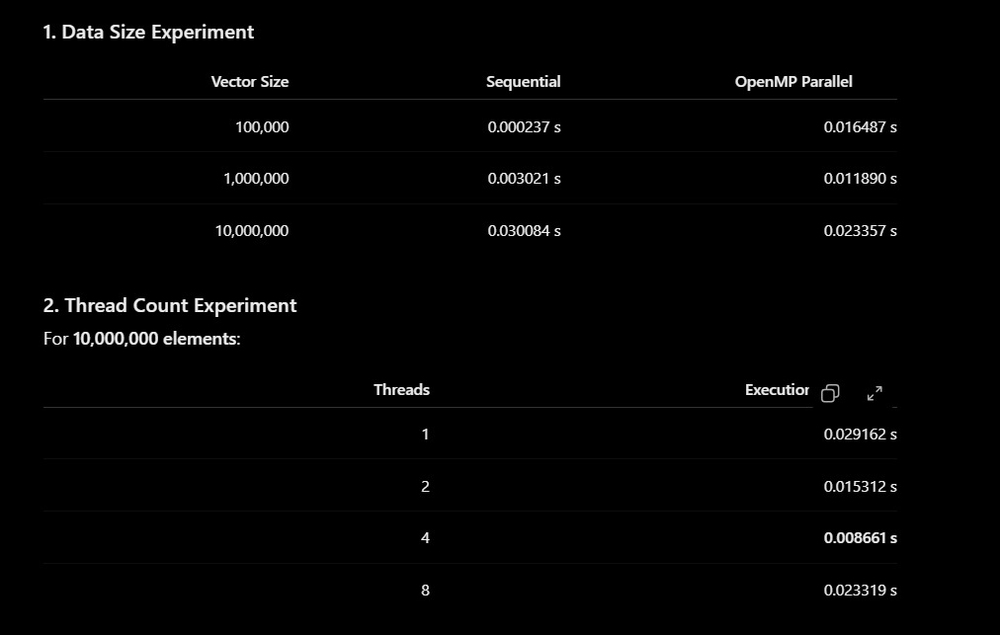 1. Data Size Experiment
Vector Size Sequential OpenMP Parallel
100,000 0.000237 s 0.016487 s
1,000,000 0.003021 s 0.011890 s
10,000,000 0.030084 s 0.023357 s
2. Thread Count Experiment
For 10,000,000 elements:
Threads Execution
1 0.029162 s
2 0.015312 s
4 0.008661 s
8 0.023319 s